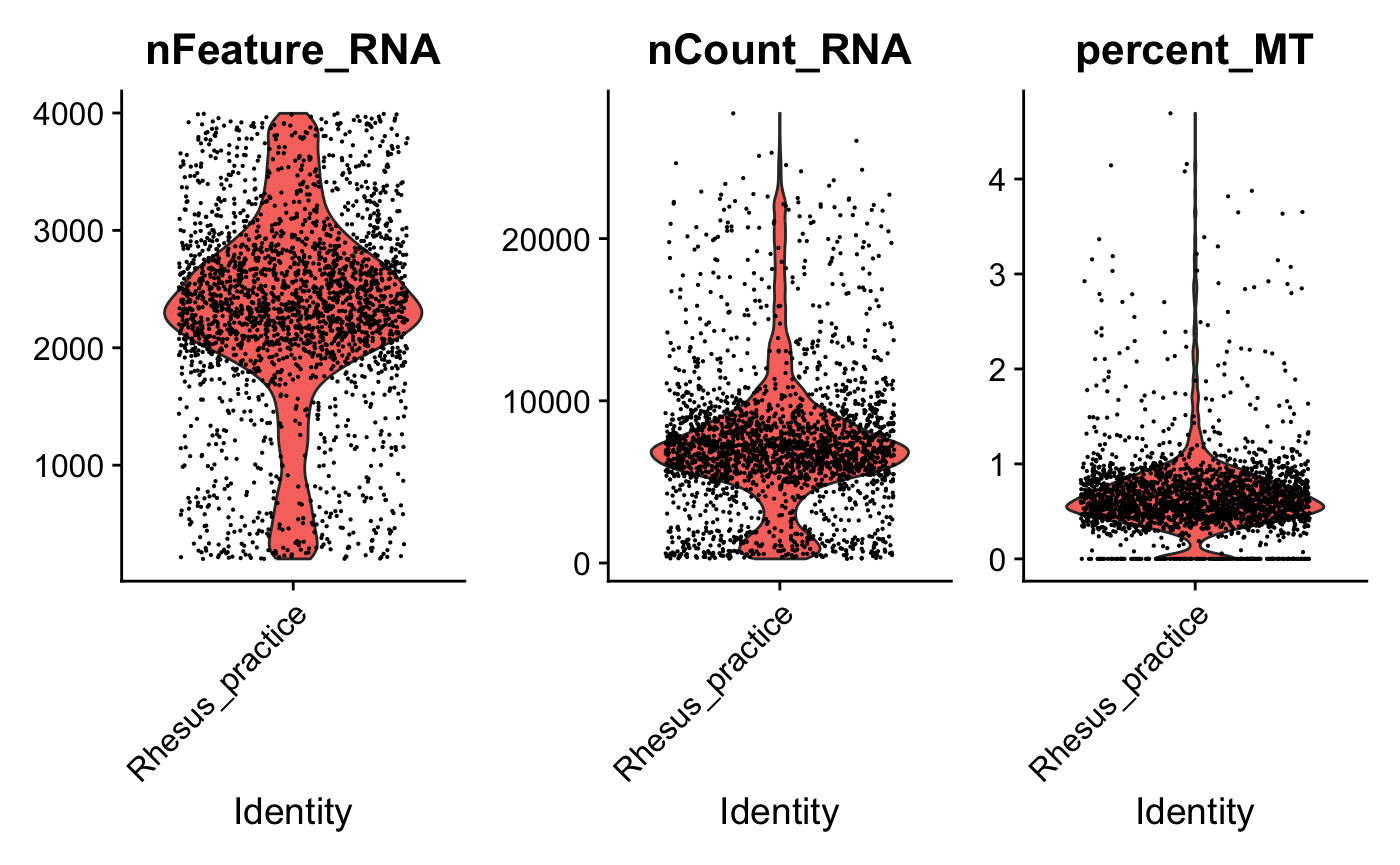 nFeature_RNA
4000
3000
2000
1000
Rhesus_practice
Identity
nCount_RNA
20000
10000
0
Rhesus_practice
Identity
percent_MT
4
3
2
1
0
Rhesus_practice
Identity